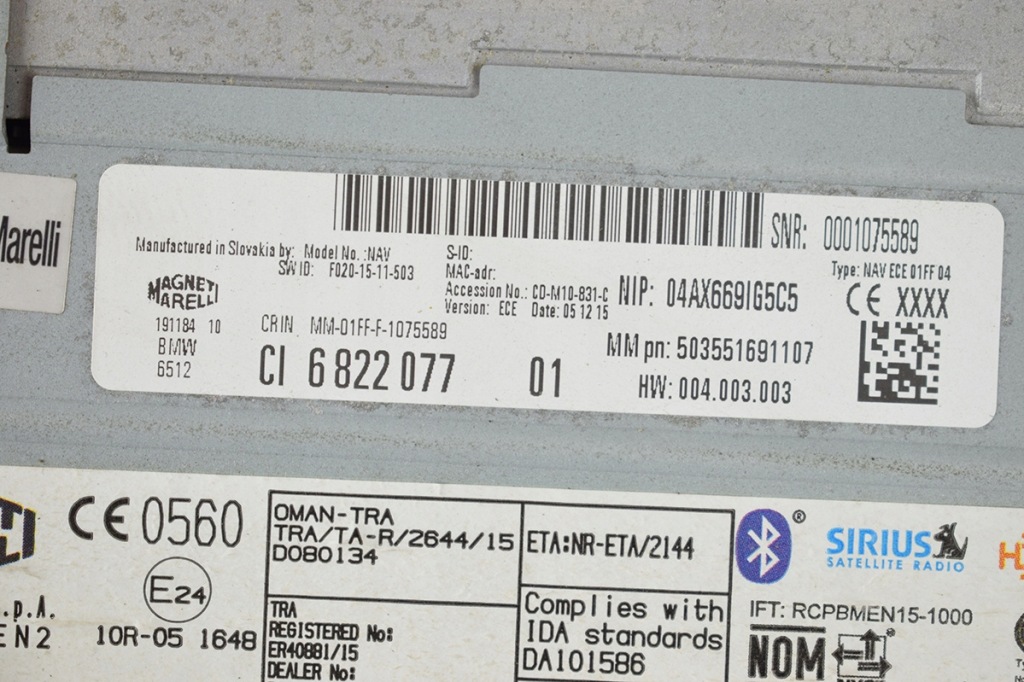 Marelli
SNR: 0001075589
Manufactured in Slovakia by: Model No.:NAV S-ID:
SW ID: F020-15-11-503 MAC-adr:
Type: NAV ECE 01FF 04
Accession No.: CD-M10-831-C NIP: 04AX669IG5C5
Version: ECE Date: 05 12 15
CE XXXX
MAGNETI
MARELLI
191184 10 CRIN MM-01FF-F-1075589
BMW
6512
CI 6 822 077 01
MM pn: 503551691107
HW: 004.003.003
CE 0560
E24
.p.A.
EN2 10R-05 1648
OMAN-TRA
TRA/TA-R/2644/15
D080134
TRA
REGISTERED No:
ER40881/15
DEALER No:
ETA:NR-ETA/2144
Complies with
IDA standards
DA101586
®
SIRIUS
SATELLITE RADIO
IFT: RCPBMEN15-1000
NOM